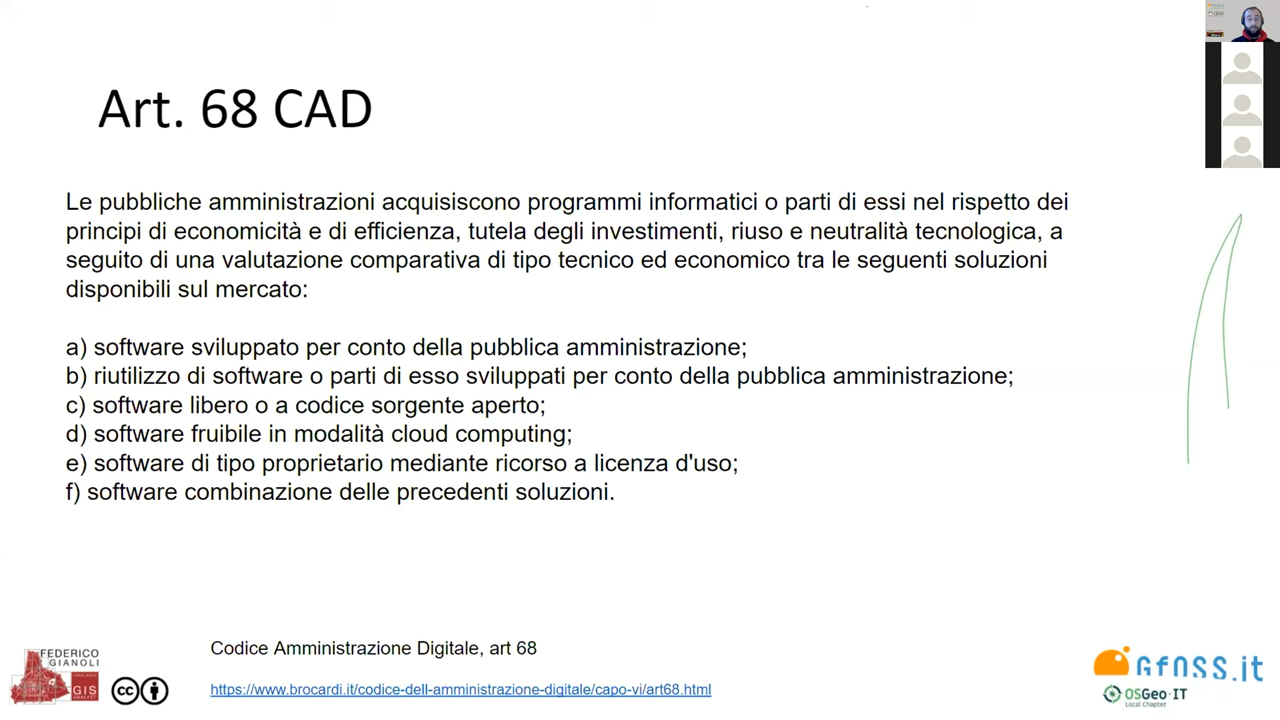 Art. 68 CAD
Le pubbliche amministrazioni acquisiscono programmi informatici o parti di essi nel rispetto dei
principi di economicità e di efficienza, tutela degli investimenti, riuso e neutralità tecnologica, a
seguito di una valutazione comparativa di tipo tecnico ed economico tra le seguenti soluzioni
disponibili sul mercato:
a) software sviluppato per conto della pubblica amministrazione;
b) riutilizzo di software o parti di esso sviluppati per conto della pubblica amministrazione;
c) software libero o a codice sorgente aperto;
d) software fruibile in modalità cloud computing;
e) software di tipo proprietario mediante ricorso a licenza d'uso;
f) software combinazione delle precedenti soluzioni.
Codice Amministrazione Digitale, art 68
https://www.brocardi.it/codice-dell-amministrazione-digitale/capo-vi/art68.html
FEDERICO
GIANOLI
FREELANCE
GIS
ANALYST
cc
GFOSS.it
OSGeo·IT
Local Chapter